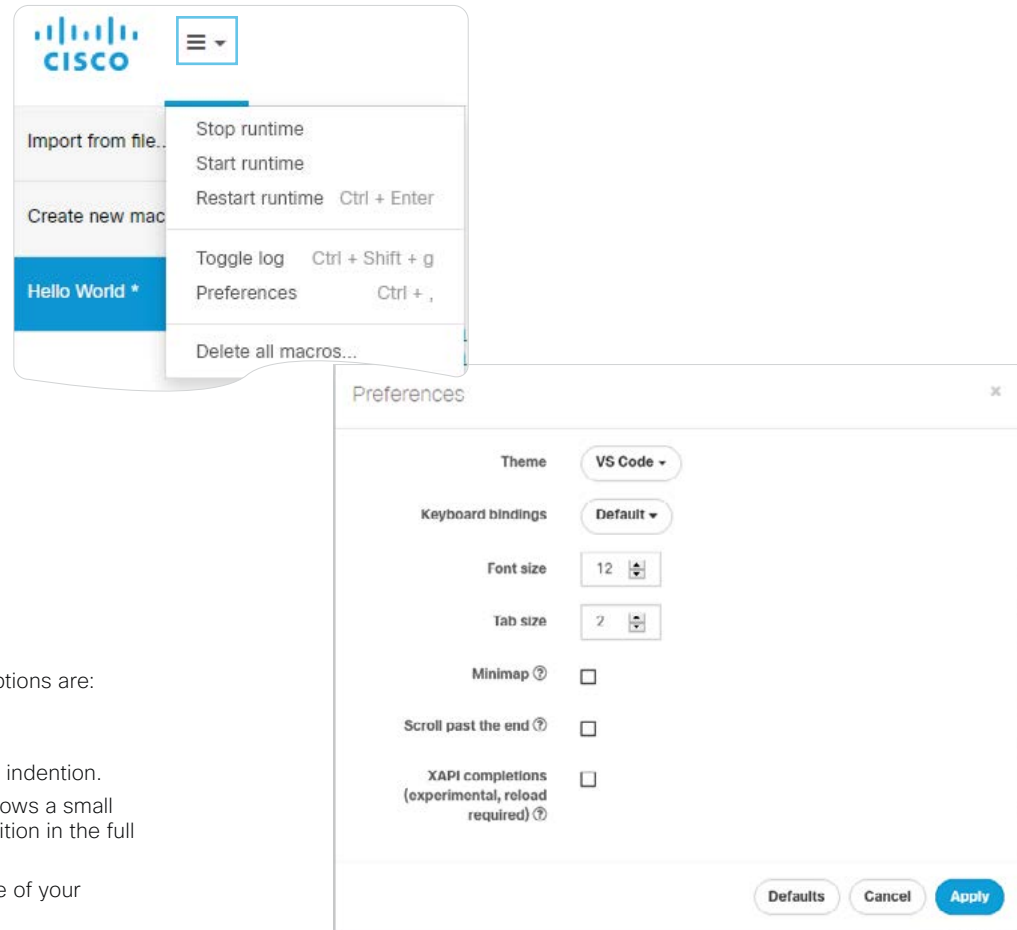 CISCO
Import from file..
Create new mac
Hello World *
Stop runtime
Start runtime
Restart runtime Ctrl + Enter
Toggle log Ctrl + Shift + g
Preferences Ctrl + ,
Delete all macros...
Preferences
Theme VS Code
Keyboard bindings Default
Font size 12
Tab size 2
Minimap ?
Scroll past the end ?
XAPI completions
(experimental, reload
required) ?
Defaults Cancel Apply
are:
indention.
a small
in the full
of your